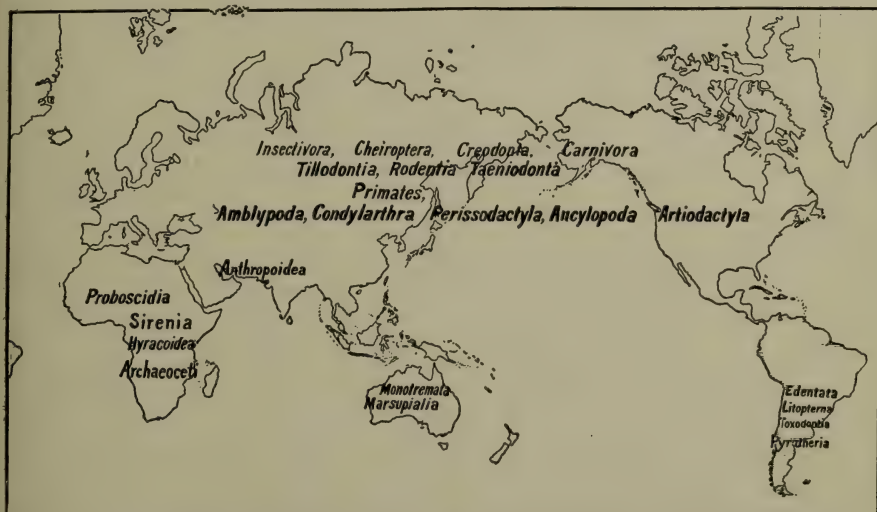 Insectivora, Cheiroptera, Creodonta, Carnivora
Tillodontia, Rodentia Taeniodonta
Primates,
Amblypoda, Condylarthra Perissodactyla, Ancylopoda Artiodactyla
Anthropoidea
Proboscidia
Sirenia
Hyracoidea
Archaeoceti
Monotremata
Marsupialia
Edentata
Litopterna
Toxodontia
Pyrotheria